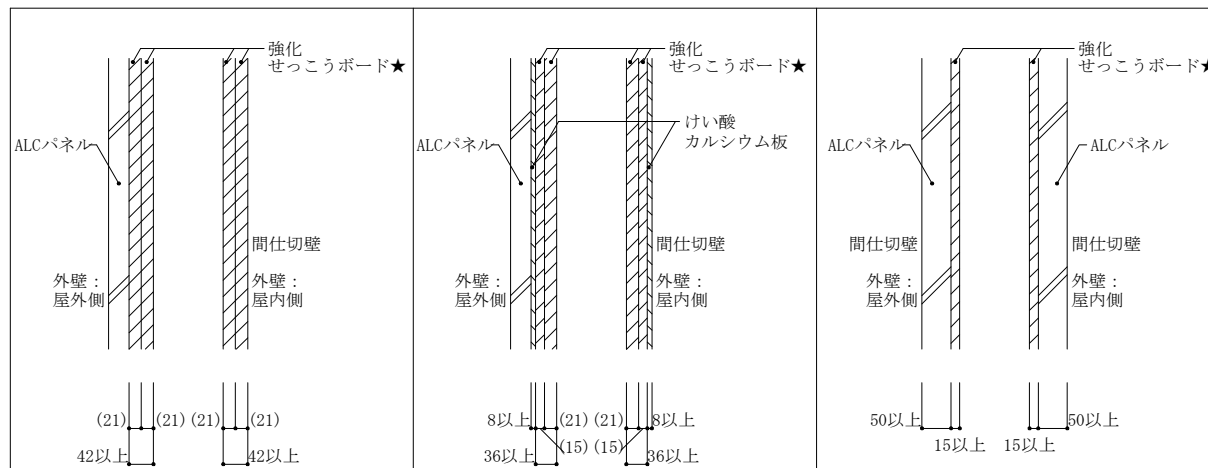 強化
せっこうボード★
ALCパネル
間仕切壁
外壁：
屋外側
外壁：
屋内側
(21)
(21)
(21)
(21)
42以上
42以上
強化
せっこうボード★
けい酸
カルシウム板
ALCパネル
間仕切壁
外壁：
屋外側
外壁：
屋内側
8以上
(21)
(21)
8以上
(15)
(15)
36以上
36以上
強化
せっこうボード★
ALCパネル
ALCパネル
間仕切壁
間仕切壁
外壁：
屋外側
外壁：
屋内側
50以上
50以上
15以上
15以上